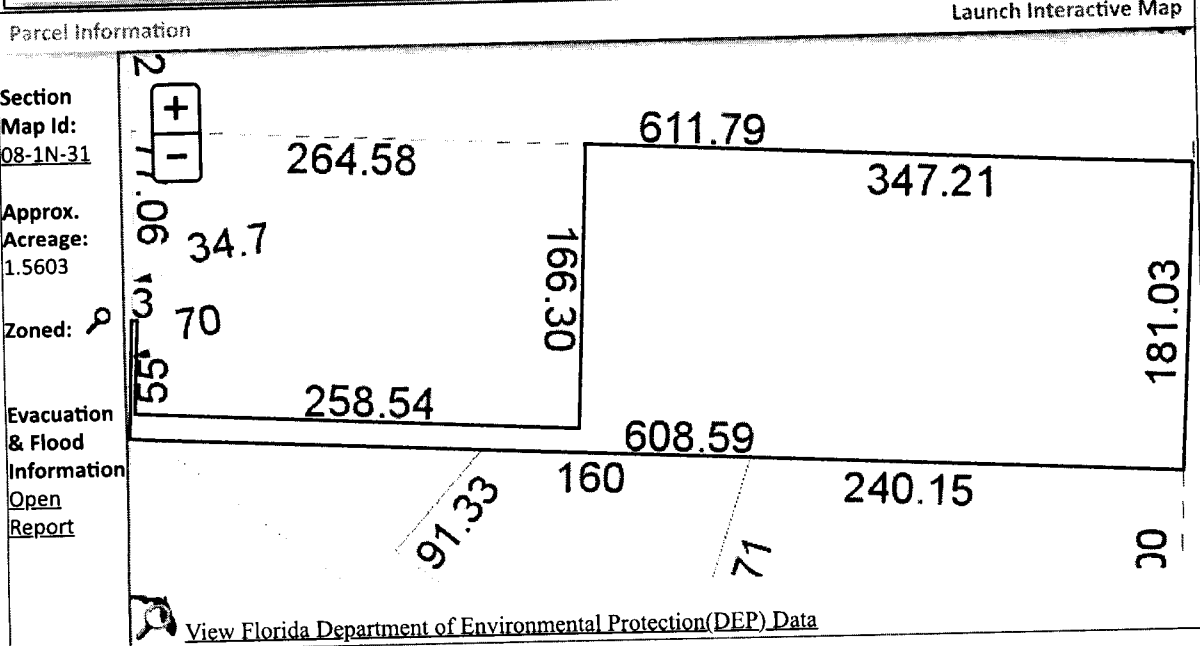 Launch Interactive Map
Parcel Information
Section
Map Id:
08-1N-31
Approx.
Acreage:
1.5603
Zoned:
Evacuation
& Flood
Information
Open
Report
+
−
611.79
264.58
347.21
34.7
166.30
181.03
70
55
258.54
608.59
160
240.15
91.33
71
View Florida Department of Environmental Protection(DEP) Data